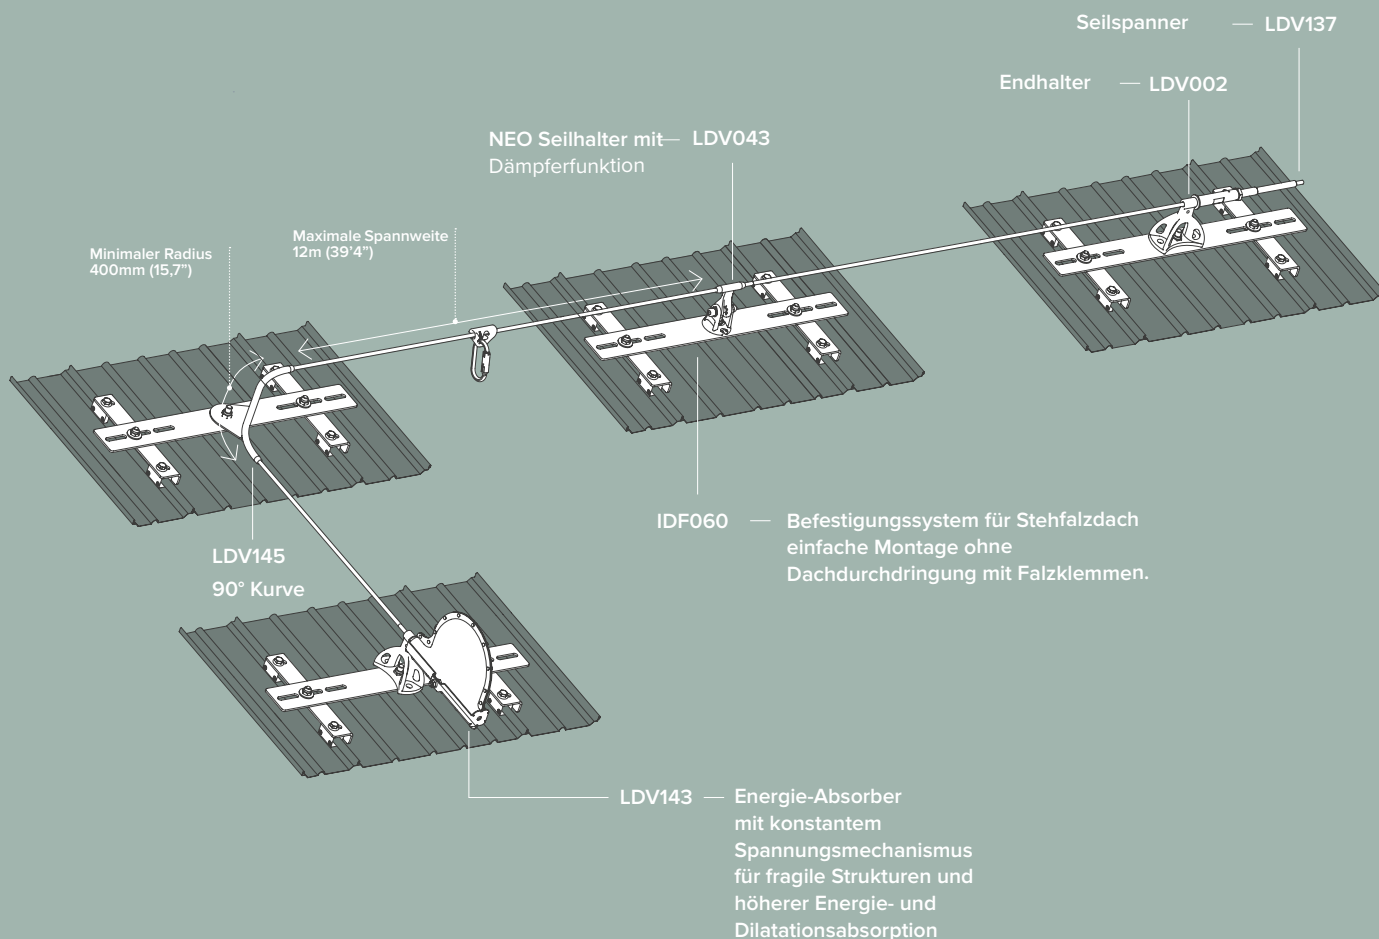 Seilspanner — LDV137
Endhalter — LDV002
NEO Seilhalter mit — LDV043
Dämpferfunktion
Maximale Spannweite
12m (39'4”)
Minimaler Radius
400mm (15,7”)
IDF060 — Befestigungssystem für Stehfalzdach
einfache Montage ohne
Dachdurchdringung mit Falzklemmen.
LDV145
90° Kurve
LDV143 — Energie-Absorber
mit konstantem
Spannungsmechanismus
für fragile Strukturen und
höherer Energie- und
Dilatationsabsorption